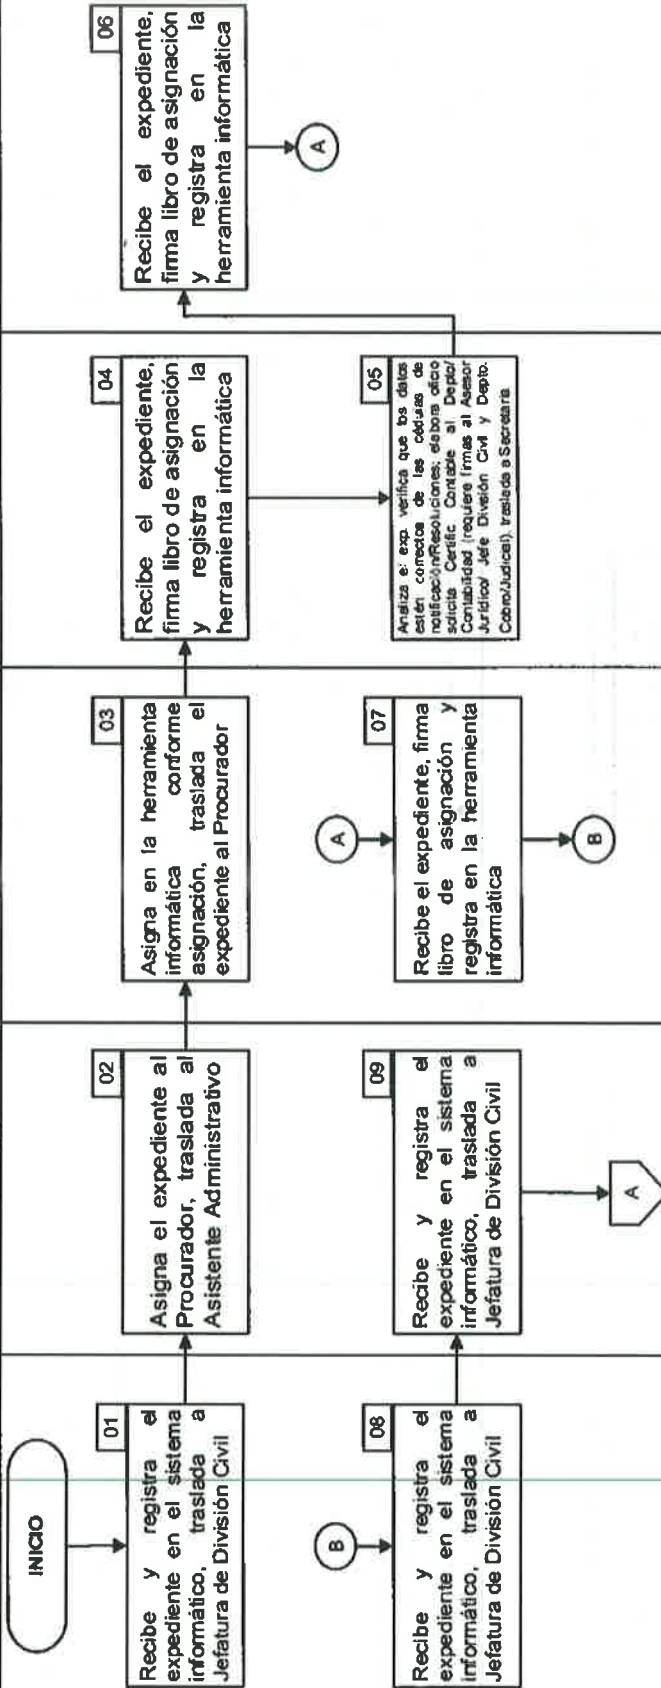 INICIO
01
Recibe y registra el
expediente en el sistema
informático, traslada a
Jefatura de División Civil
02
Asigna el expediente al
Procurador, traslada al
Asistente Administrativo
03
Asigna en la herramienta
informática conforme
asignación, traslada el
expediente al Procurador
04
Recibe el expediente,
firma libro de asignación
y registra en la
herramienta informática
05
Analiza el exp. verifica que los datos
estén correctos de las cédulas de
notificación/Resoluciones; elabora oficio
solicita Certific Contable al Depto/
Contabilidad (requiere firmas al Asesor
Jurídico/ Jefe División Civil y Depto.
Cobro/Judicial), traslada a Secretaría
06
Recibe el expediente,
firma libro de asignación
y registra en la
herramienta informática
A
A
07
Recibe el expediente, firma
libro de asignación y
registra en la herramienta
informática
B
B
08
Recibe y registra el
expediente en el sistema
informático, traslada a
Jefatura de División Civil
09
Recibe y registra el
expediente en el sistema
informático, traslada a
Jefatura de División Civil
A